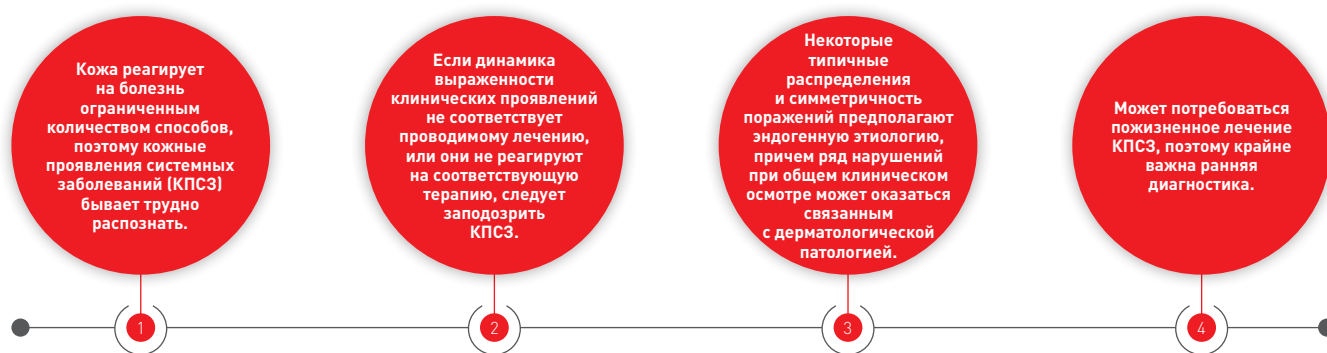 Кожа реагирует
на болезнь
ограниченным
количеством способов,
поэтому кожные
проявления системных
заболеваний (КПСЗ)
бывает трудно
распознать.
1
Если динамика
выраженности
клинических проявлений
не соответствует
проводимому лечению,
или они не реагируют
на соответствующую
терапию, следует
заподозрить
КПСЗ.
2
Некоторые
типичные
распределения
и симметричность
поражений предполагают
эндогенную этиологию,
причем ряд нарушений
при общем клиническом
осмотре может оказаться
связанным
с дерматологической
патологией.
3
Может потребоваться
пожизненное лечение
КПСЗ, поэтому крайне
важна ранняя
диагностика.
4